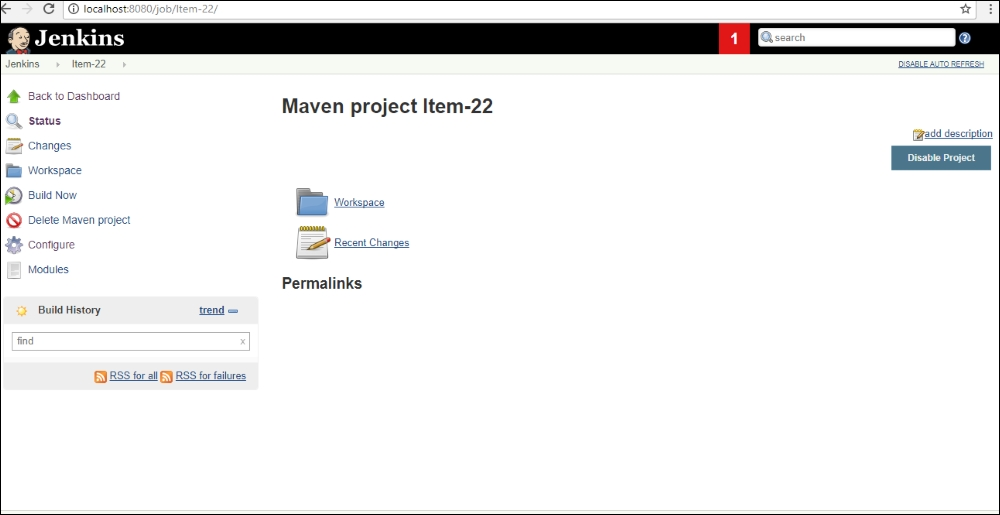 localhost:8080/job/Item-22/
Jenkins
1
search
Jenkins
Item-22
DISABLE AUTO REFRESH
Back to Dashboard
Status
Changes
Workspace
Build Now
Delete Maven project
Configure
Modules
Build History
trend
find
x
RSS for all
RSS for failures
Maven project Item-22
add description
Disable Project
Workspace
Recent Changes
Permalinks